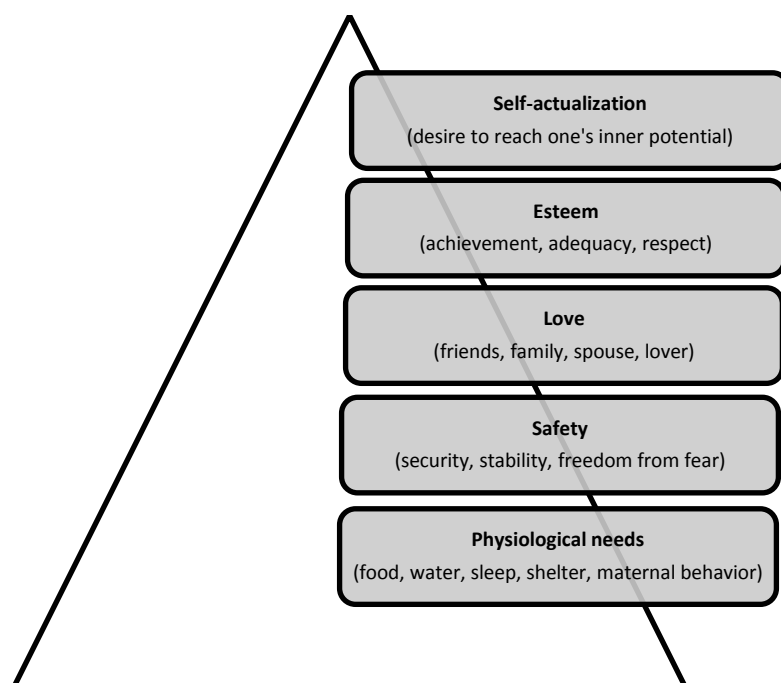 Self-actualization
(desire to reach one's inner potential)
Esteem
(achievement, adequacy, respect)
Love
(friends, family, spouse, lover)
Safety
(security, stability, freedom from fear)
Physiological needs
(food, water, sleep, shelter, maternal behavior)